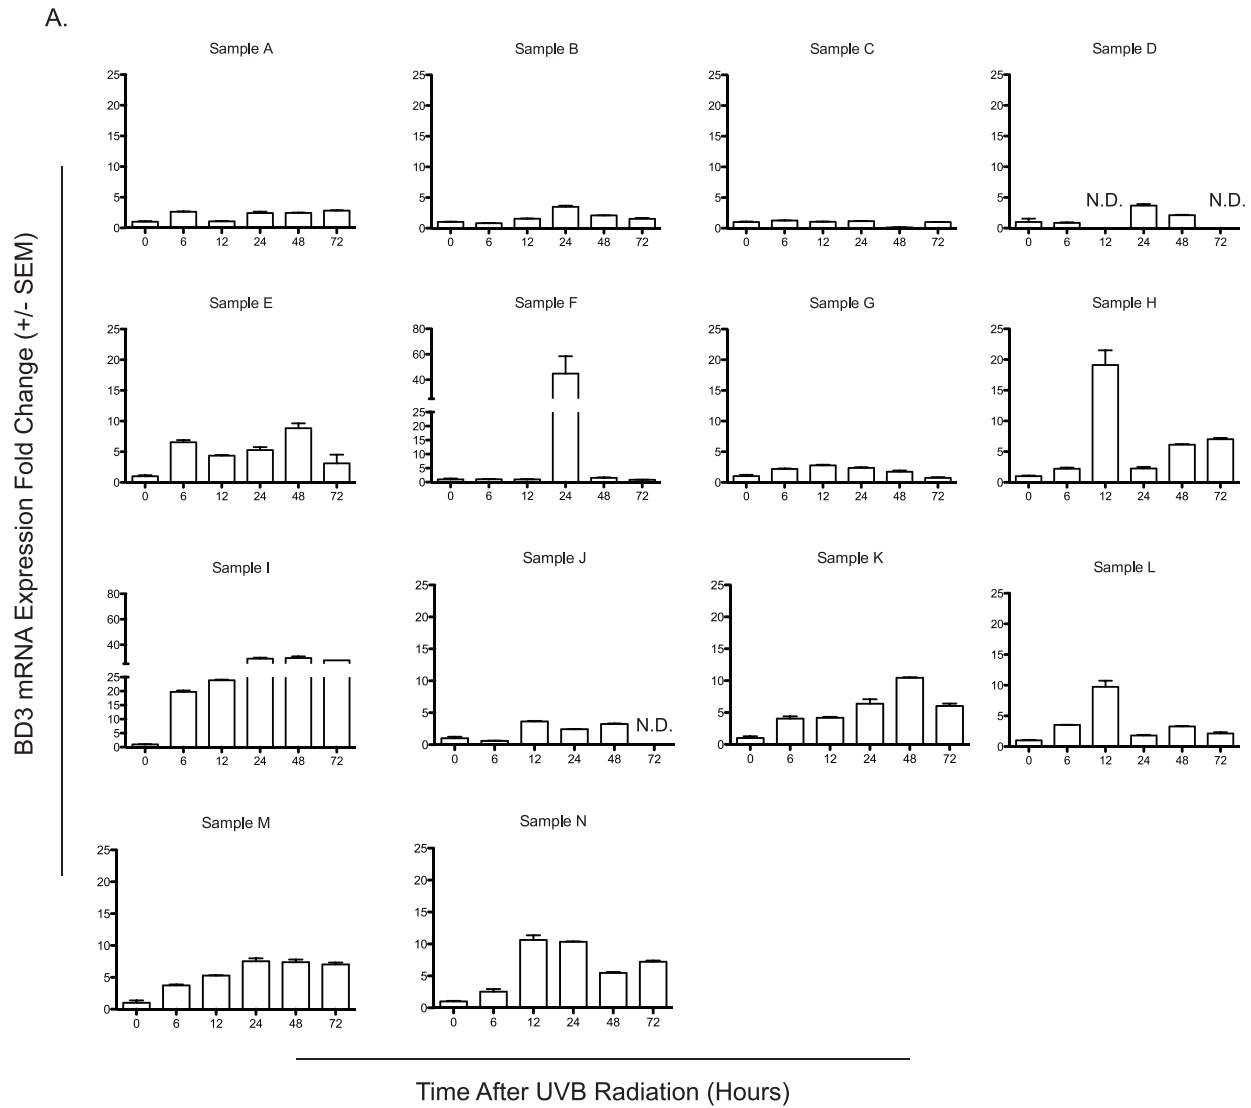 A.
BD3 mRNA Expression Fold Change (+/- SEM)
Sample A
25
20
15
10
5
0
0 6 12 24 48 72
Sample B
25
20
15
10
5
0
0 6 12 24 48 72
Sample C
25
20
15
10
5
0
0 6 12 24 48 72
Sample D
25
20
15
10
5
0
N.D. N.D.
0 6 12 24 48 72
Sample E
25
20
15
10
5
0
0 6 12 24 48 72
Sample F
80
60
40
25
20
15
10
5
0
0 6 12 24 48 72
Sample G
25
20
15
10
5
0
0 6 12 24 48 72
Sample H
25
20
15
10
5
0
0 6 12 24 48 72
Sample I
80
60
40
25
20
15
10
5
0
0 6 12 24 48 72
Sample J
25
20
15
10
5
0
N.D.
0 6 12 24 48 72
Sample K
25
20
15
10
5
0
0 6 12 24 48 72
Sample L
25
20
15
10
5
0
0 6 12 24 48 72
Sample M
25
20
15
10
5
0
0 6 12 24 48 72
Sample N
25
20
15
10
5
0
0 6 12 24 48 72
Time After UVB Radiation (Hours)